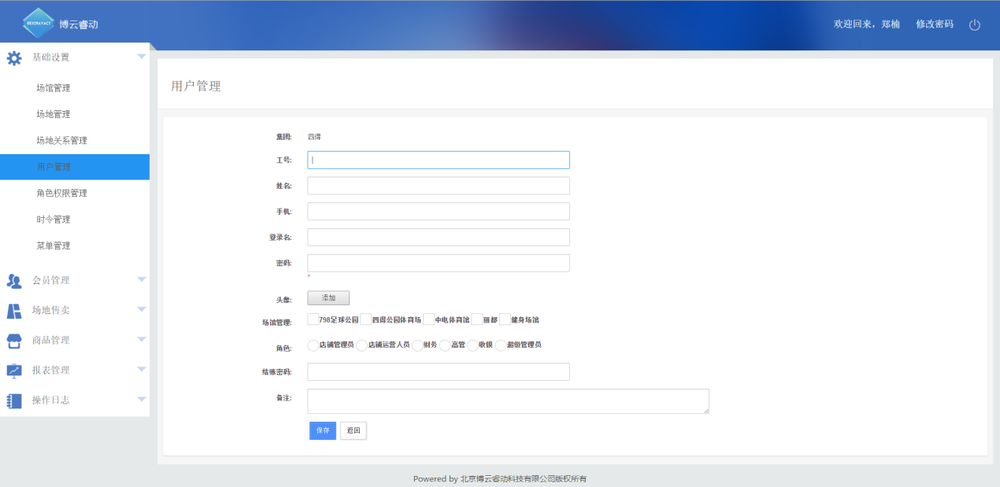 DESIRAYACT
博云睿动
欢迎回来，郑楠 修改密码
基础设置
场馆管理
场地管理
场地关系管理
用户管理
角色权限管理
时令管理
菜单管理
会员管理
场地售卖
商品管理
报表管理
操作日志
用户管理
集团: 四得
工号:
姓名:
手机:
登录名:
密码:
*
头像: 添加
场馆管理: 798足球公园 四得公园体育场 中电体育馆 丽都 健身场馆
角色: 店铺管理员 店铺运营人员 财务 高管 收银 超级管理员
结账密码:
备注:
保存 返回
Powered by 北京博云睿动科技有限公司版权所有